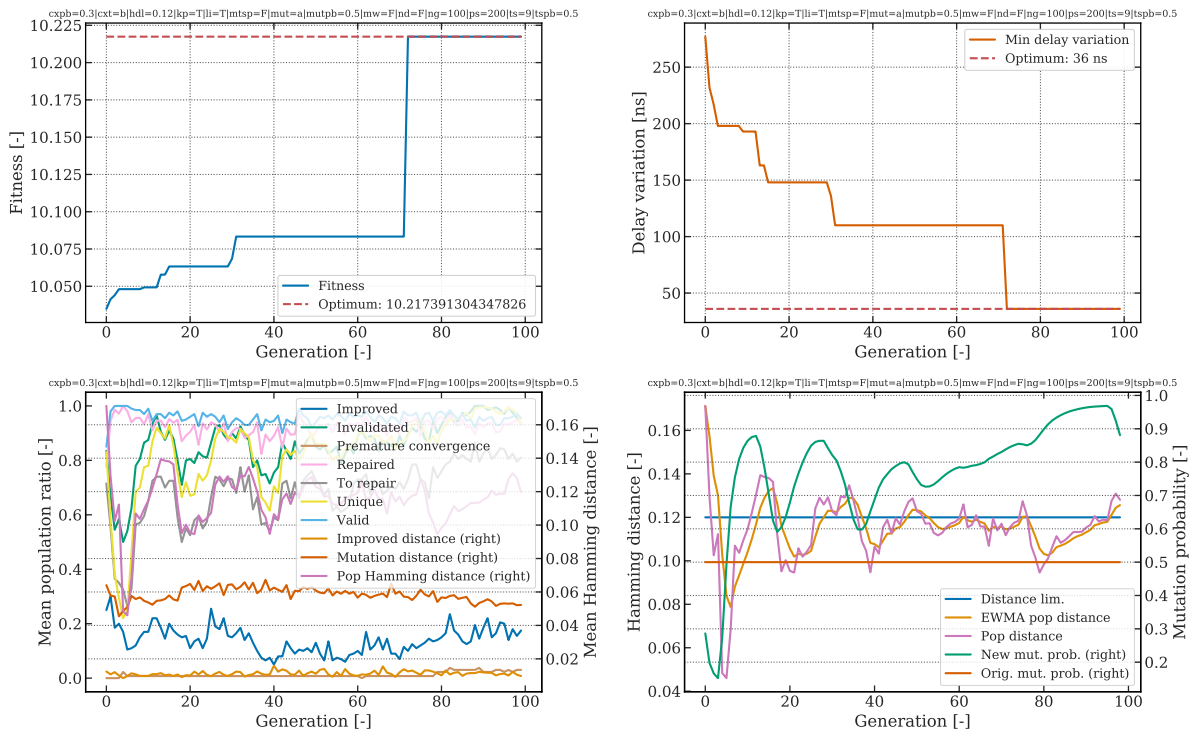 cxpb=0.3|cxt=b|hdl=0.12|kp=T|li=T|mtsp=F|mut=a|mutpb=0.5|mw=F|nd=F|ng=100|ps=200|ts=9|tspb=0.5
10.225
10.200
10.175
10.150
10.125
10.100
10.075
10.050
Fitness [-]
Fitness
Optimum: 10.217391304347826
0 20 40 60 80 100
Generation [-]
cxpb=0.3|cxt=b|hdl=0.12|kp=T|li=T|mtsp=F|mut=a|mutpb=0.5|mw=F|nd=F|ng=100|ps=200|ts=9|tspb=0.5
250
200
150
100
50
Delay variation [ns]
Min delay variation
Optimum: 36 ns
0 20 40 60 80 100
Generation [-]
cxpb=0.3|cxt=b|hdl=0.12|kp=T|li=T|mtsp=F|mut=a|mutpb=0.5|mw=F|nd=F|ng=100|ps=200|ts=9|tspb=0.5
1.0
0.8
0.6
0.4
0.2
0.0
Mean population ratio [-]
Improved
Invalidated
Premature convergence
Repaired
To repair
Unique
Valid
Improved distance (right)
Mutation distance (right)
Pop Hamming distance (right)
0.16
0.14
0.12
0.10
0.08
0.06
0.04
0.02
Mean Hamming distance [-]
0 20 40 60 80 100
Generation [-]
cxpb=0.3|cxt=b|hdl=0.12|kp=T|li=T|mtsp=F|mut=a|mutpb=0.5|mw=F|nd=F|ng=100|ps=200|ts=9|tspb=0.5
0.16
0.14
0.12
0.10
0.08
0.06
0.04
Hamming distance [-]
Distance lim.
EWMA pop distance
Pop distance
New mut. prob. (right)
Orig. mut. prob. (right)
1.0
0.9
0.8
0.7
0.6
0.5
0.4
0.3
0.2
Mutation probability [-]
0 20 40 60 80 100
Generation [-]